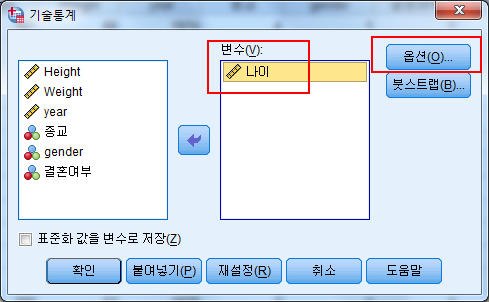 기술통계
변수(V):
Height
Weight
year
종교
gender
결혼여부
나이
옵션(O)...
붓스트랩(B)...
표준화 값을 변수로 저장(Z)
확인
붙여넣기(P)
재설정(R)
취소
도움말